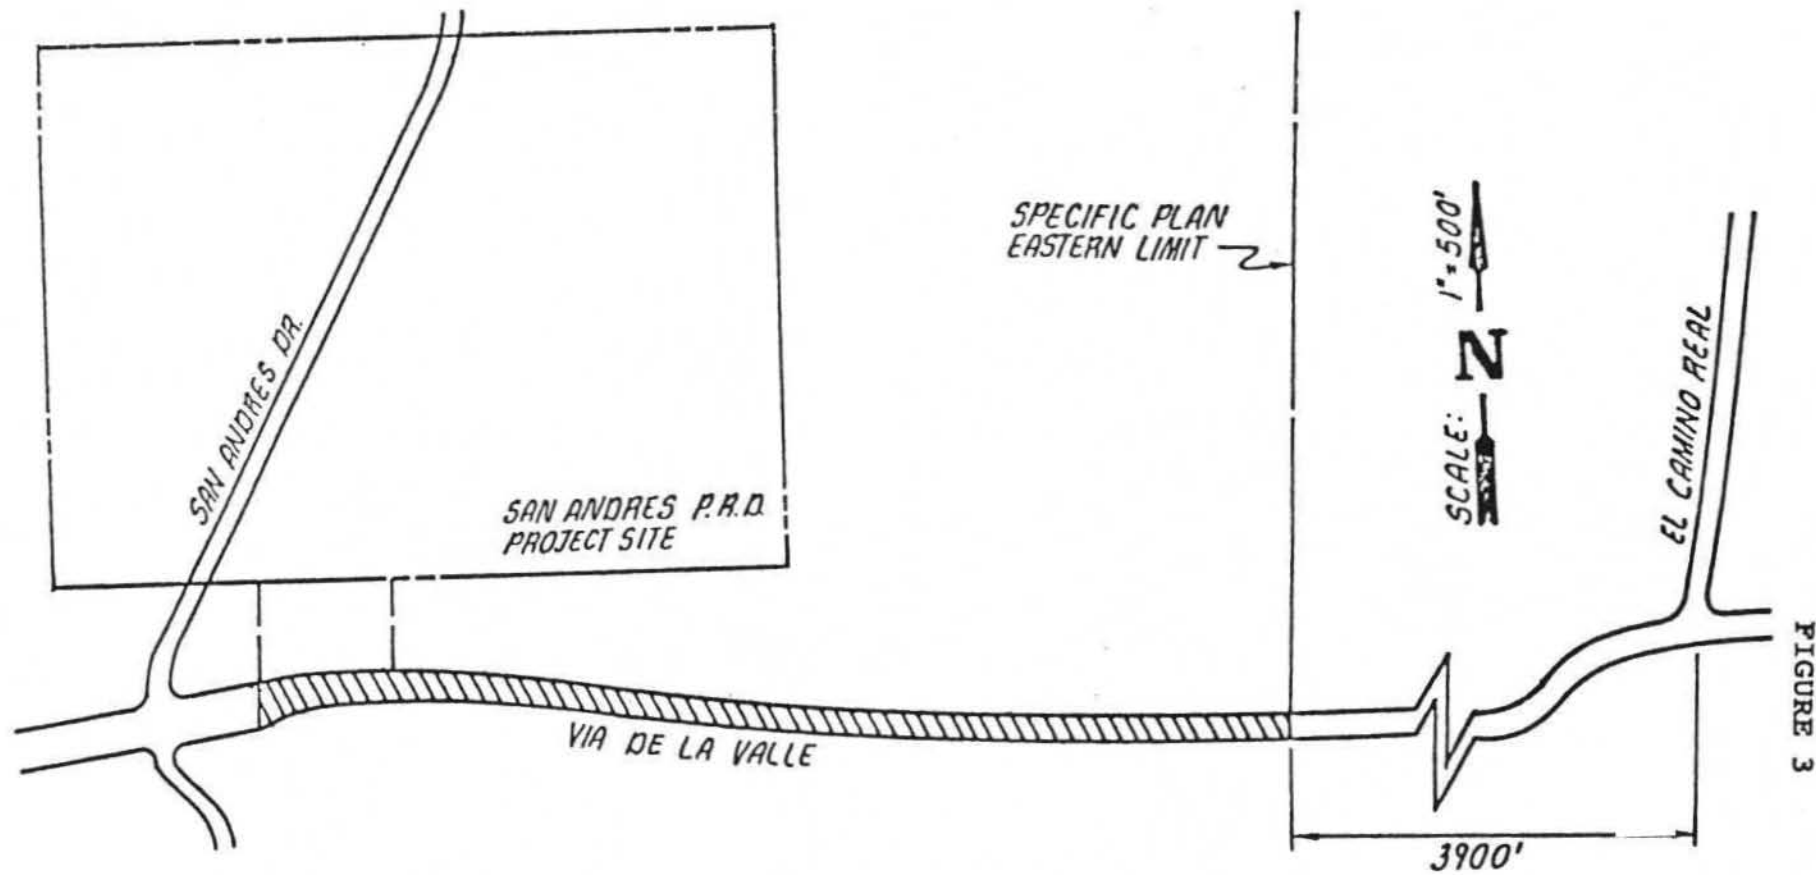 SAN ANDRES DR.
SAN ANDRES P.R.D.
PROJECT SITE
SPECIFIC PLAN
EASTERN LIMIT
SCALE: 1" = 500'
N
EL CAMINO REAL
VIA DE LA VALLE
3900'
FIGURE 3